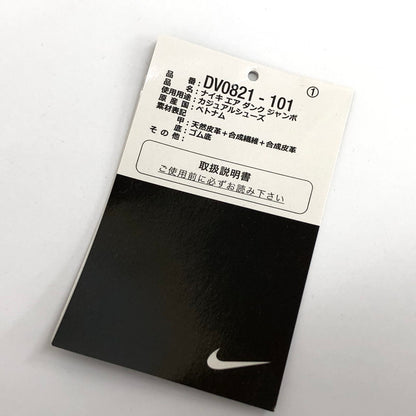 ①
品　　番：DV0821 - 101
品　　名：ナイキ エア ダンク ジャンボ
使用用途：カジュアルシューズ
原 産 国：ベトナム
素材表記：
甲：天然皮革＋合成繊維＋合成皮革
底：ゴム底
そ の 他：
取扱説明書
ご使用前に必ずお読み下さい